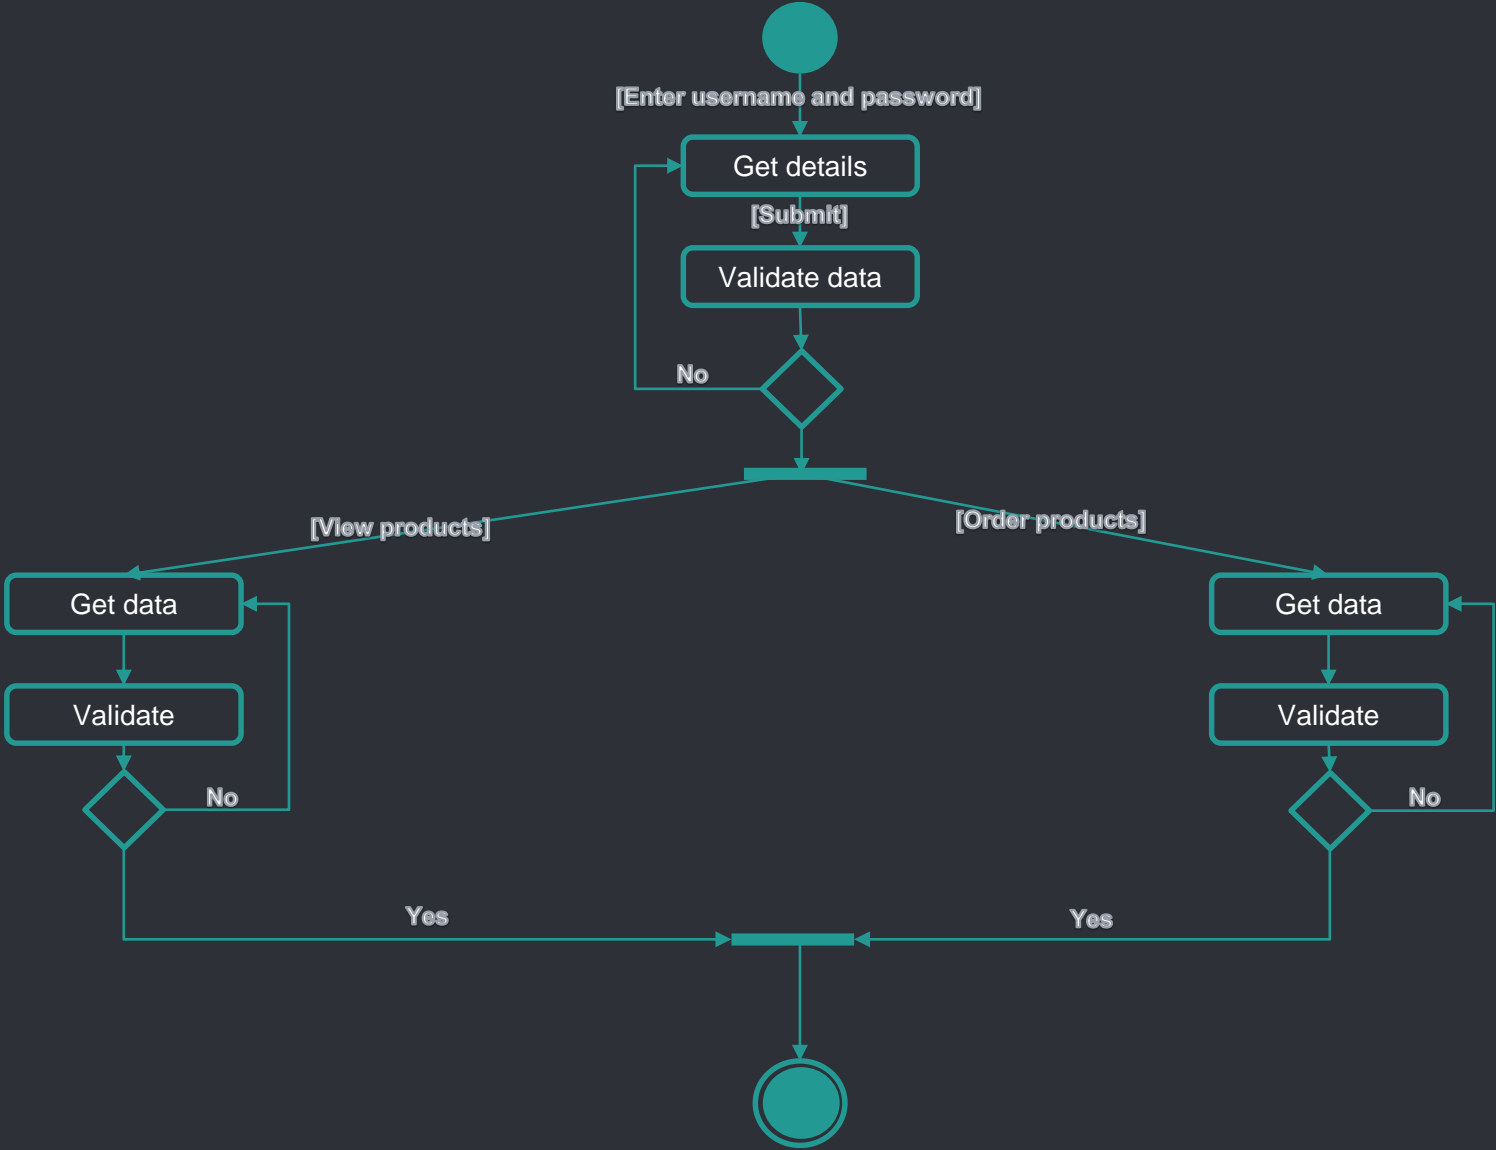 [Enter username and password]
Get details
[Submit]
Validate data
No
[View products]
[Order products]
Get data
Get data
Validate
Validate
No
No
Yes
Yes